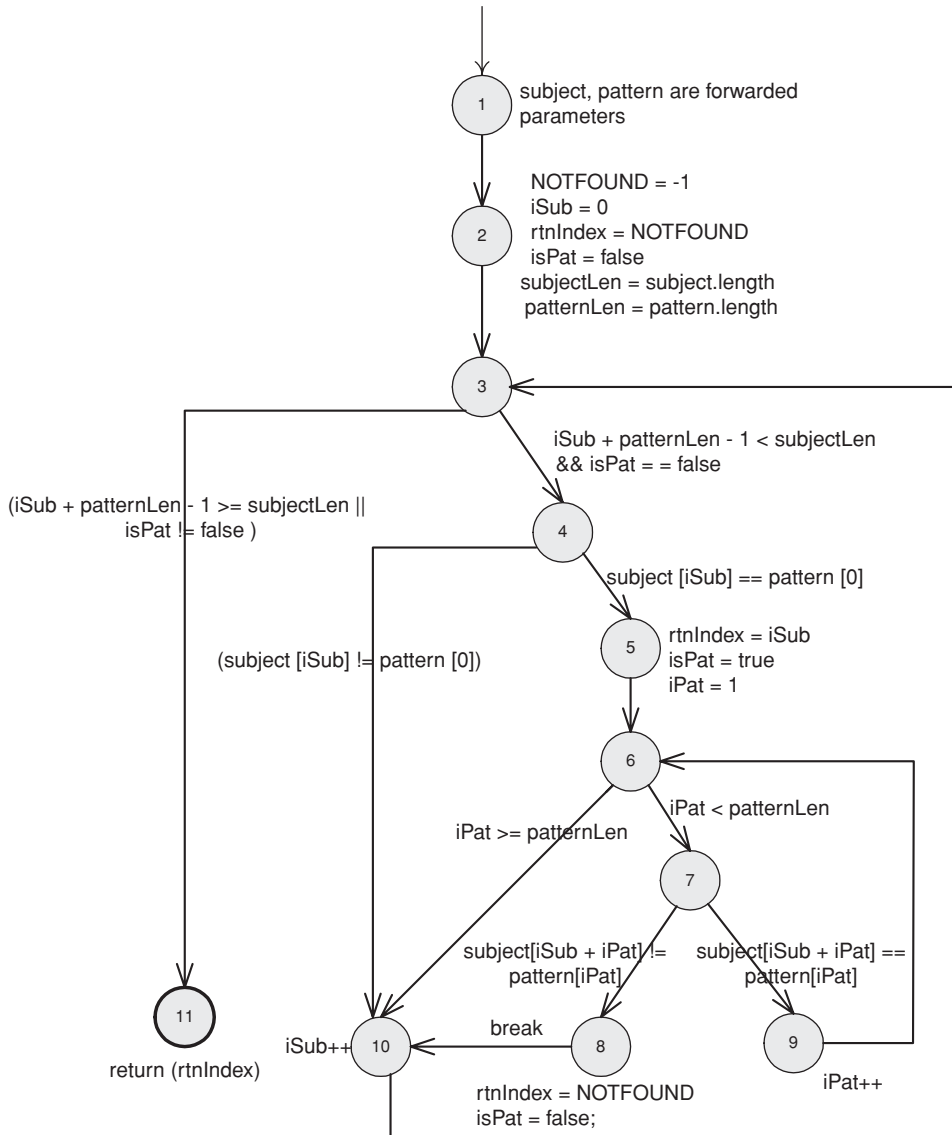 1
subject, pattern are forwarded
parameters
2
NOTFOUND = -1
iSub = 0
rtnIndex = NOTFOUND
isPat = false
subjectLen = subject.length
patternLen = pattern.length
3
iSub + patternLen - 1 < subjectLen
&& isPat = = false
(iSub + patternLen - 1 >= subjectLen ||
isPat != false )
4
subject [iSub] == pattern [0]
(subject [iSub] != pattern [0])
5
rtnIndex = iSub
isPat = true
iPat = 1
6
iPat >= patternLen
iPat < patternLen
7
subject[iSub + iPat] !=
pattern[iPat]
subject[iSub + iPat] ==
pattern[iPat]
11
return (rtnIndex)
iSub++
10
break
8
rtnIndex = NOTFOUND
isPat = false;
9
iPat++